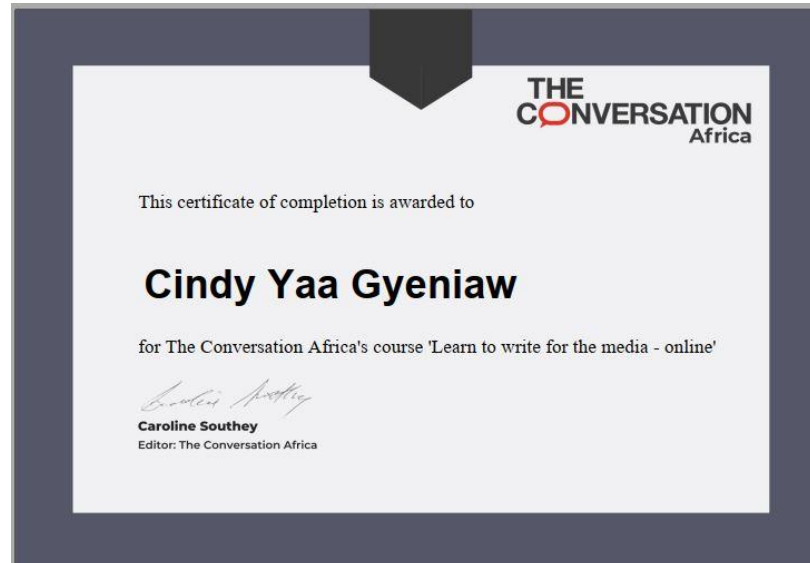 THE
CONVERSATION
Africa
This certificate of completion is awarded to
Cindy Yaa Gyeniaw
for The Conversation Africa's course 'Learn to write for the media - online'
Caroline Southey
Editor: The Conversation Africa